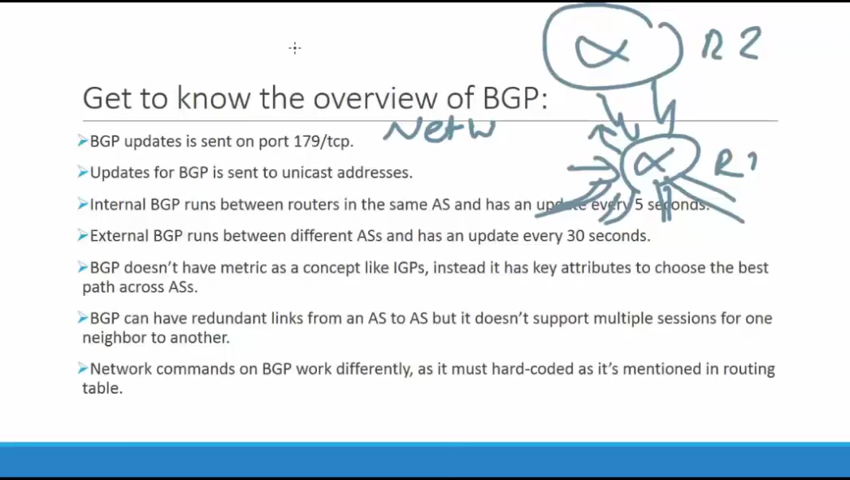 R2
Get to know the overview of BGP:
Netw
BGP updates is sent on port 179/tcp.
R1
Updates for BGP is sent to unicast addresses.
Internal BGP runs between routers in the same AS and has an update every 5 seconds.
External BGP runs between different ASs and has an update every 30 seconds.
BGP doesn't have metric as a concept like IGPs, instead it has key attributes to choose the best
path across ASs.
BGP can have redundant links from an AS to AS but it doesn't support multiple sessions for one
neighbor to another.
Network commands on BGP work differently, as it must hard-coded as it's mentioned in routing
table.